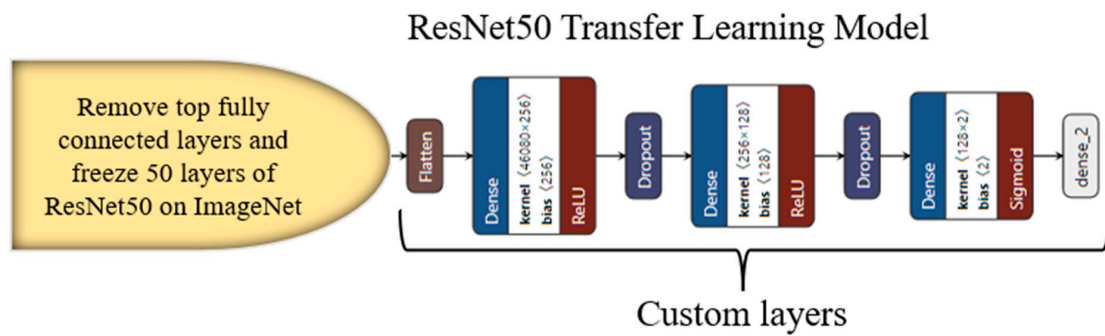 ResNet50 Transfer Learning Model
Remove top fully
connected layers and
freeze 50 layers of
ResNet50 on ImageNet
Flatten
Dense
kernel ⟨46080×256⟩
bias ⟨256⟩
ReLU
Dropout
Dense
kernel ⟨256×128⟩
bias ⟨128⟩
ReLU
Dropout
Dense
kernel ⟨128×2⟩
bias ⟨2⟩
Sigmoid
dense_2
Custom layers